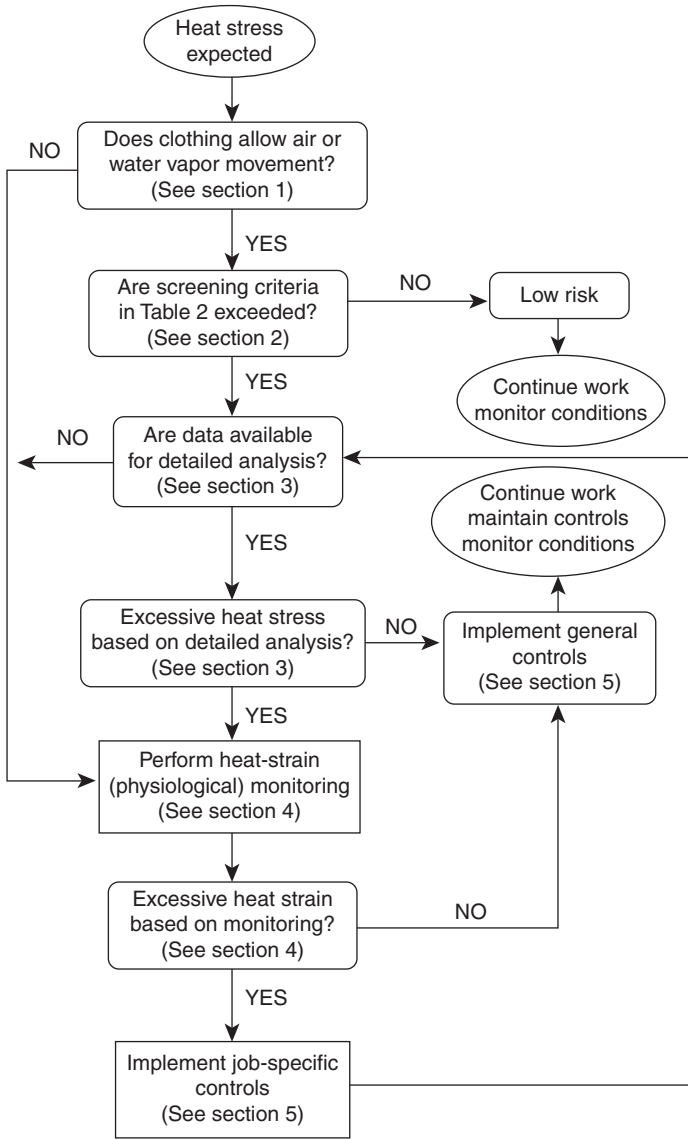 Heat stress
expected
Does clothing allow air or
water vapor movement?
(See section 1)
NO
YES
Are screening criteria
in Table 2 exceeded?
(See section 2)
NO
Low risk
YES
Continue work
monitor conditions
Are data available
for detailed analysis?
(See section 3)
NO
YES
Continue work
maintain controls
monitor conditions
Excessive heat stress
based on detailed analysis?
(See section 3)
NO
Implement general
controls
(See section 5)
YES
Perform heat-strain
(physiological) monitoring
(See section 4)
Excessive heat strain
based on monitoring?
(See section 4)
NO
YES
Implement job-specific
controls
(See section 5)